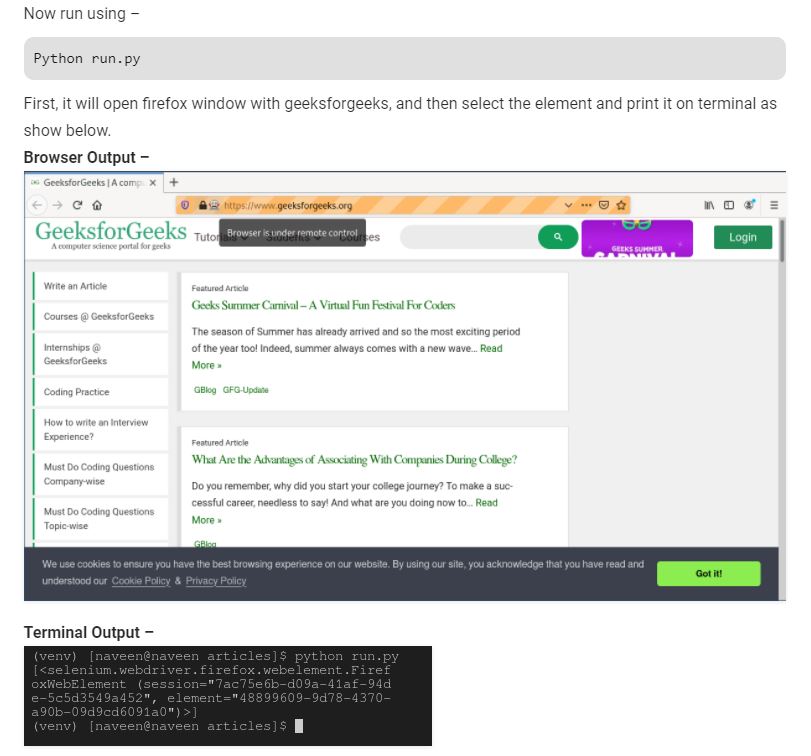 Now run using –
Python run.py
First, it will open firefox window with geeksforgeeks, and then select the element and print it on terminal as
show below.
Browser Output –
GeeksforGeeks | A comp
https://www.geeksforgeeks.org
GeeksforGeeks
A computer science portal for geeks
Tutorials
Students
Courses
Browser is under remote control
GEEKS SUMMER
CARNIVAL
Login
Write an Article
Courses @ GeeksforGeeks
Internships @
GeeksforGeeks
Coding Practice
How to write an Interview
Experience?
Must Do Coding Questions
Company-wise
Must Do Coding Questions
Topic-wise
Featured Article
Geeks Summer Carnival – A Virtual Fun Festival For Coders
The season of Summer has already arrived and so the most exciting period
of the year too! Indeed, summer always comes with a new wave... Read
More »
GBlog GFG-Update
Featured Article
What Are the Advantages of Associating With Companies During College?
Do you remember, why did you start your college journey? To make a suc-
cessful career, needless to say! And what are you doing now to... Read
More »
GBlog
We use cookies to ensure you have the best browsing experience on our website. By using our site, you acknowledge that you have read and
understood our Cookie Policy & Privacy Policy
Got it!
Terminal Output –
(venv) [naveen@naveen articles]$ python run.py
[<selenium.webdriver.firefox.webelement.Firef
oxWebElement (session="7ac75e6b-d09a-41af-94d
e-5c5d3549a452", element="48899609-9d78-4370-
a90b-09d9cd6091a0")>]
(venv) [naveen@naveen articles]$